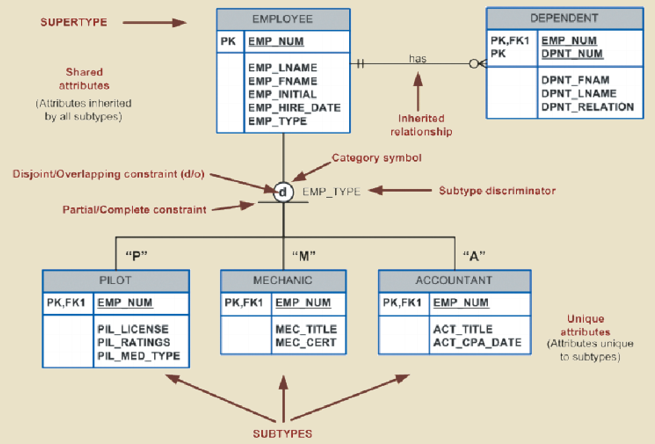 SUPERTYPE
EMPLOYEE
PK EMP_NUM
EMP_LNAME
EMP_FNAME
EMP_INITIAL
EMP_HIRE_DATE
EMP_TYPE
Shared
attributes
(Attributes inherited
by all subtypes)
has
DEPENDENT
PK,FK1 EMP_NUM
PK DPNT_NUM
DPNT_FNAM
DPNT_LNAME
DPNT_RELATION
Inherited
relationship
Category symbol
Disjoint/Overlapping constraint (d/o)
d
EMP_TYPE
Subtype discriminator
Partial/Complete constraint
“P”
“M”
“A”
PILOT
PK,FK1 EMP_NUM
PIL_LICENSE
PIL_RATINGS
PIL_MED_TYPE
MECHANIC
PK,FK1 EMP_NUM
MEC_TITLE
MEC_CERT
ACCOUNTANT
PK,FK1 EMP_NUM
ACT_TITLE
ACT_CPA_DATE
Unique
attributes
(Attributes unique
to subtypes)
SUBTYPES